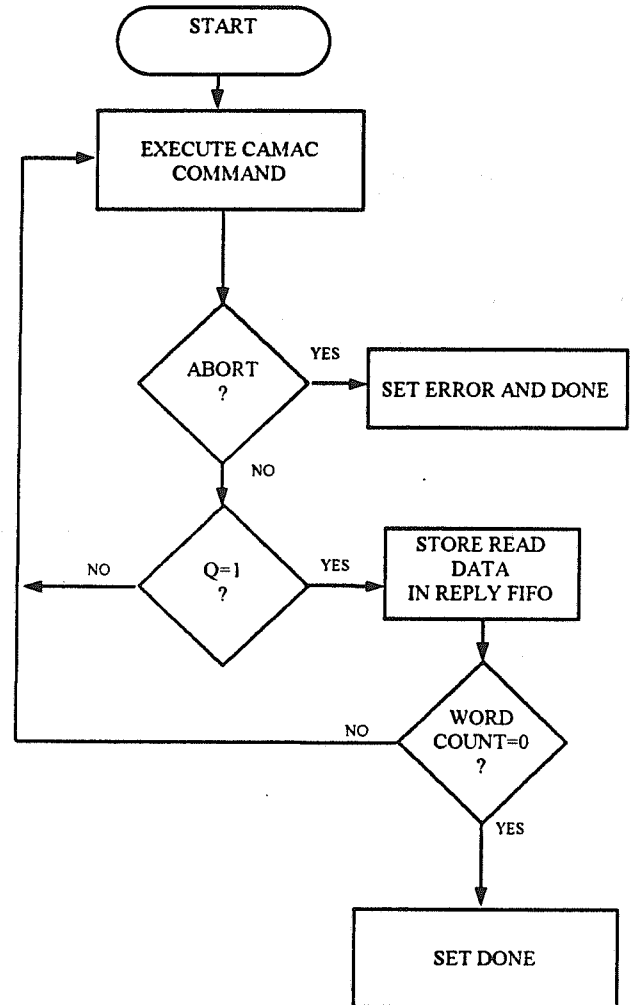 START
EXECUTE CAMAC
COMMAND
ABORT
?
YES
SET ERROR AND DONE
NO
Q=1
?
NO
YES
STORE READ
DATA
IN REPLY FIFO
WORD
COUNT=0
?
NO
YES
SET DONE